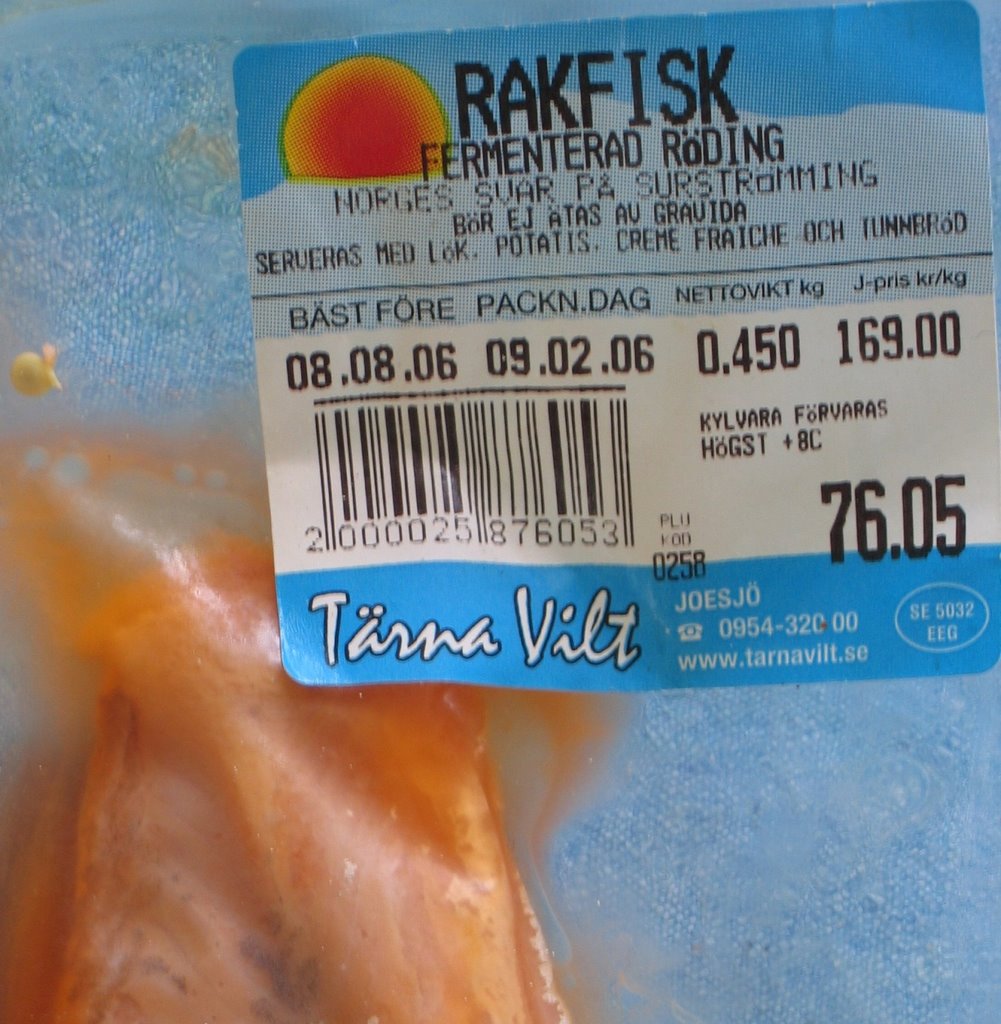 RAKFISK
FERMENTERAD RÖDING
NORGES SVAR PÅ SURSTRÖMMING
BÖR EJ ÄTAS AV GRAVIDA
SERVERAS MED LÖK. POTATIS. CREME FRAICHE OCH TUNNBRÖD
BÄST FÖRE PACKN.DAG NETTOVIKT kg J-pris kr/kg
08.08.06 09.02.06 0.450 169.00
KYLVARA FÖRVARAS
HÖGST +8C
2 000025 876053
PLU
KOD
0258
76.05
Tärna Vilt
JOESJÖ
☎ 0954-320 00
www.tarnavilt.se
SE 5032
EEG